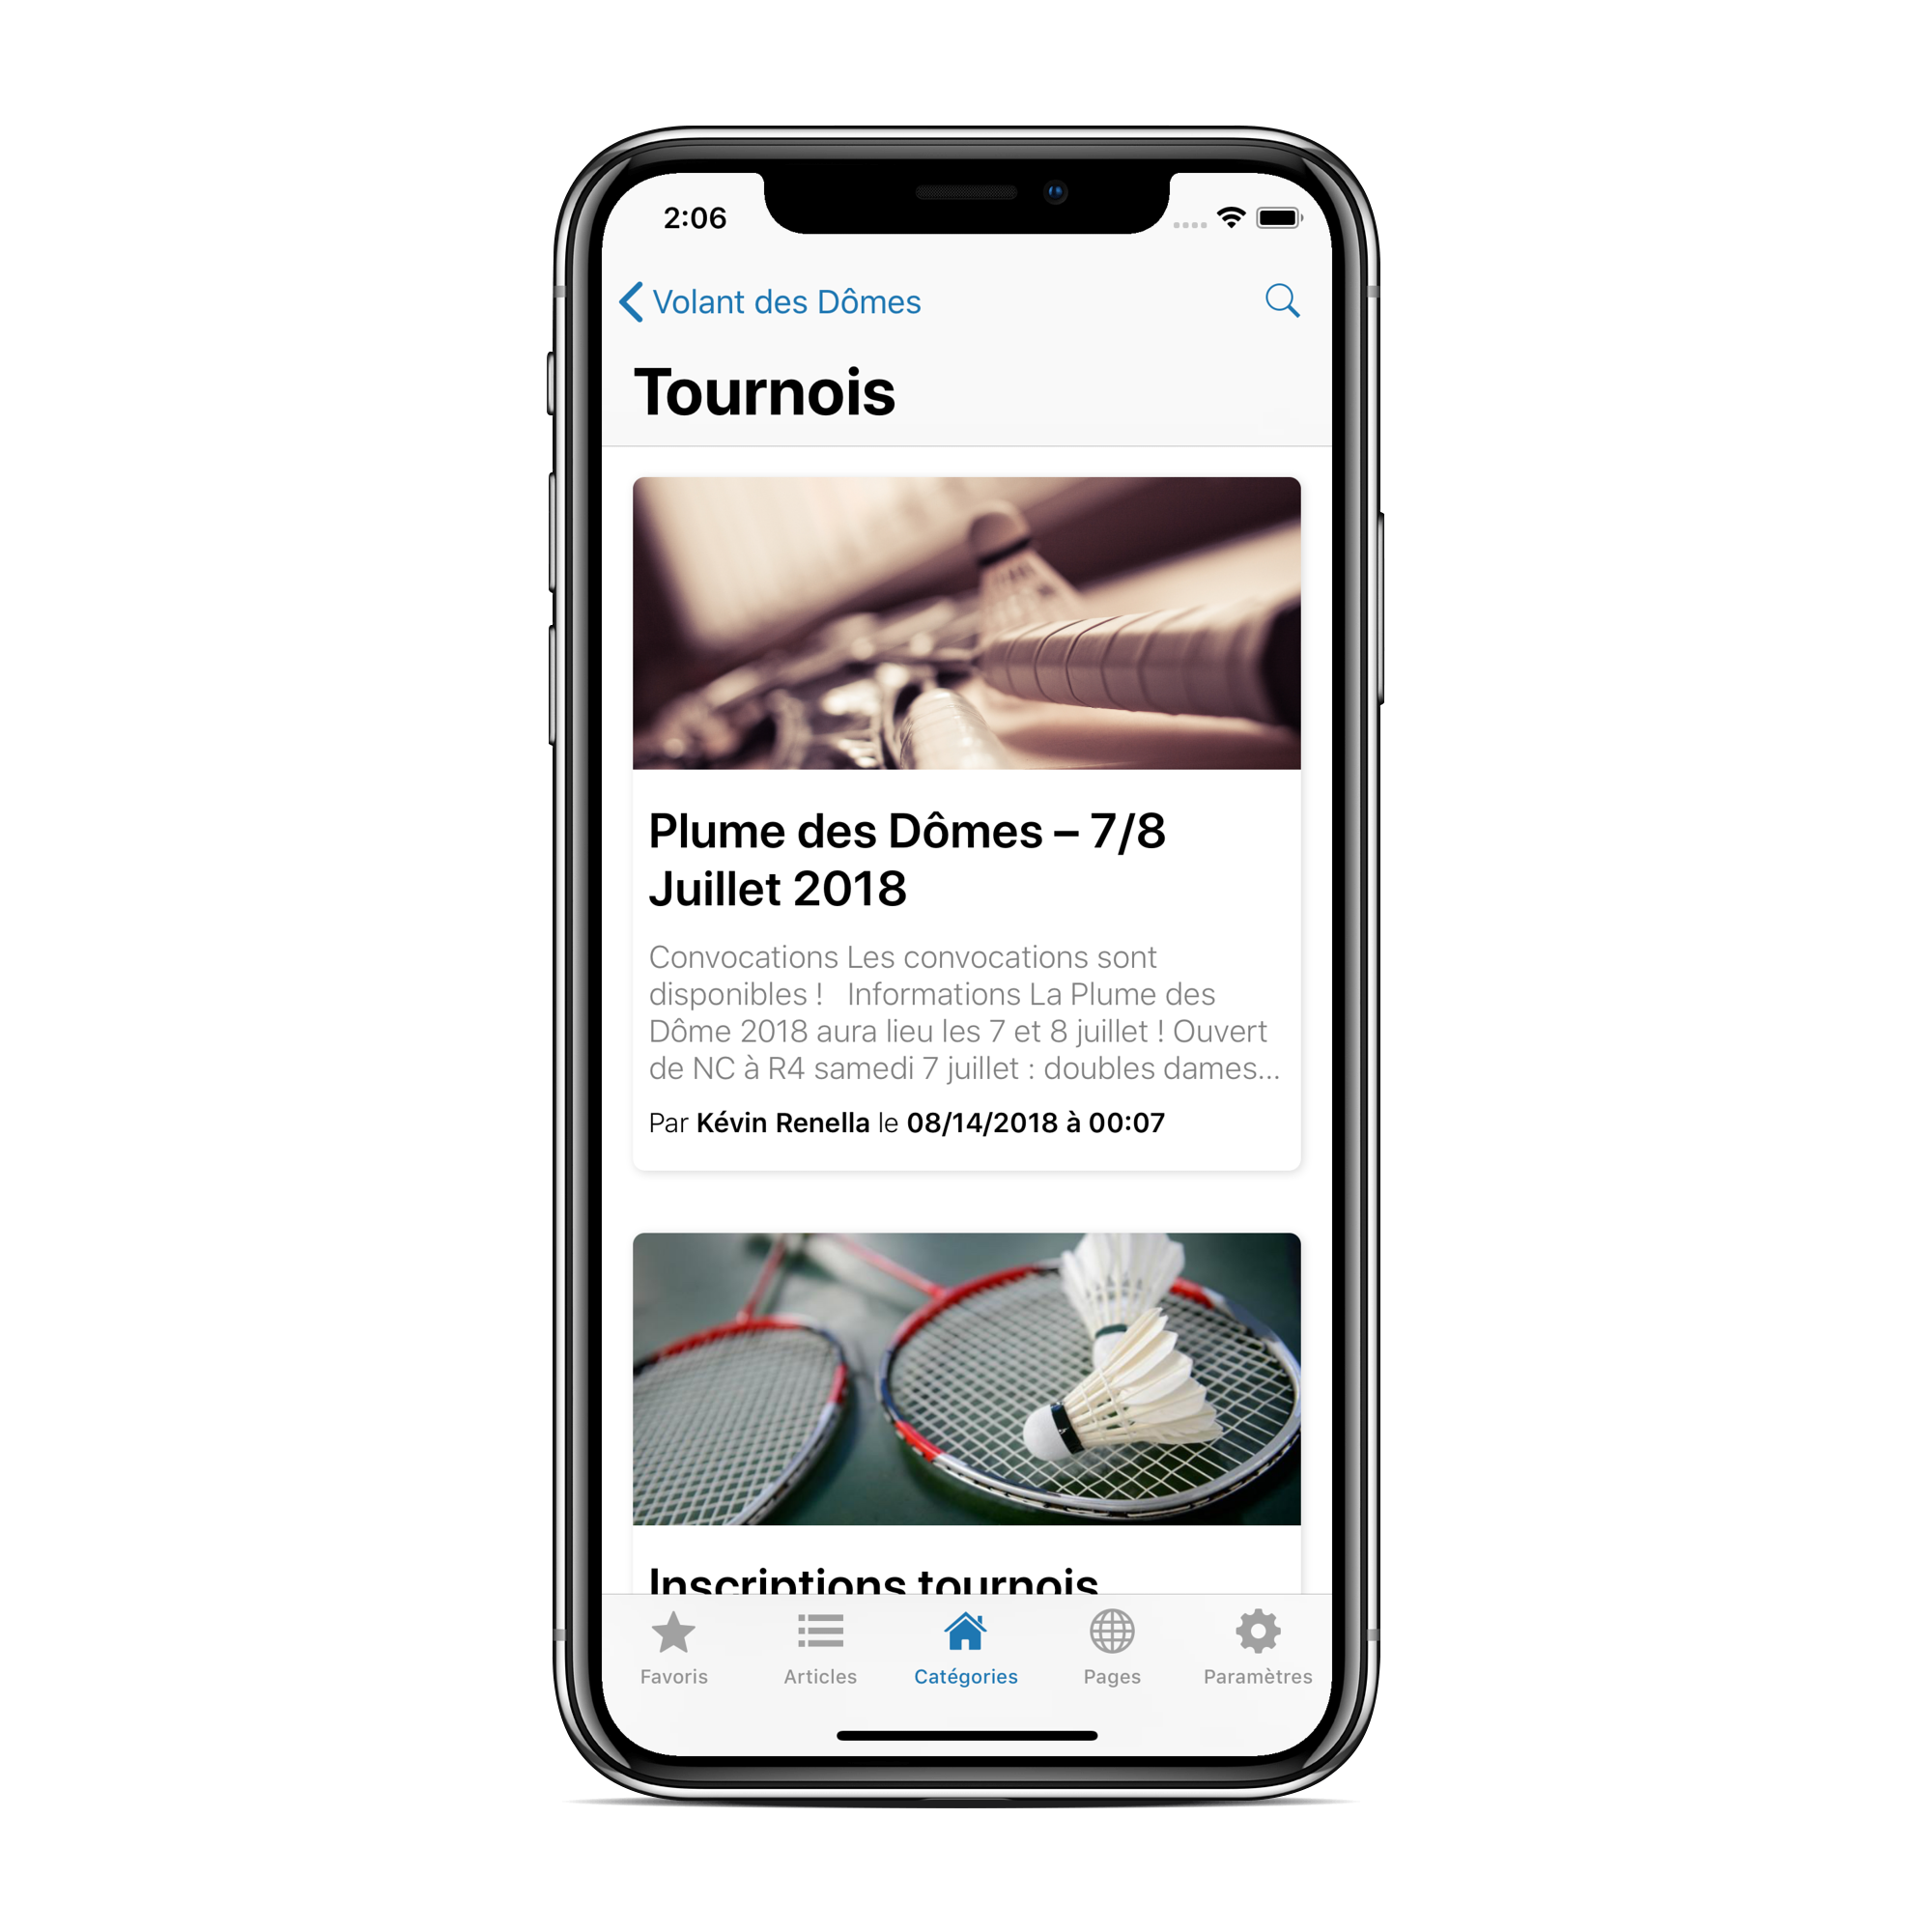 2:06
Volant des Dômes
Tournois
Plume des Dômes – 7/8
Juillet 2018
Convocations Les convocations sont
disponibles !   Informations La Plume des
Dôme 2018 aura lieu les 7 et 8 juillet ! Ouvert
de NC à R4 samedi 7 juillet : doubles dames...
Par Kévin Renella le 08/14/2018 à 00:07
Inscriptions tournois
Favoris
Articles
Catégories
Pages
Paramètres